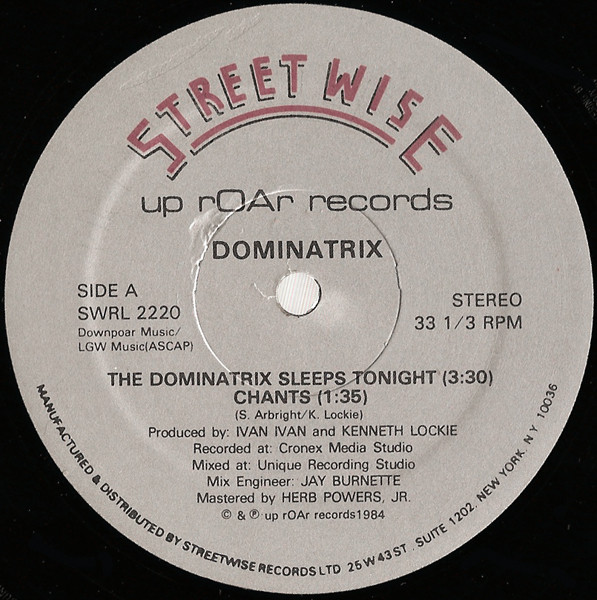 STREET WISE
up rOAr records
DOMINATRIX
SIDE A
SWRL 2220
Downpoar Music/
LGW Music(ASCAP)
STEREO
33 1/3 RPM
THE DOMINATRIX SLEEPS TONIGHT (3:30)
CHANTS (1:35)
(S. Arbright/K. Lockie)
Produced by: IVAN IVAN and KENNETH LOCKIE
Recorded at: Cronex Media Studio
Mixed at: Unique Recording Studio
Mix Engineer: JAY BURNETTE
Mastered by HERB POWERS, JR.
© & ℗ up rOAr records1984
MANUFACTURED & DISTRIBUTED BY STREETWISE RECORDS LTD 25 W 43 ST. SUITE 1202. NEW YORK. N Y 10036